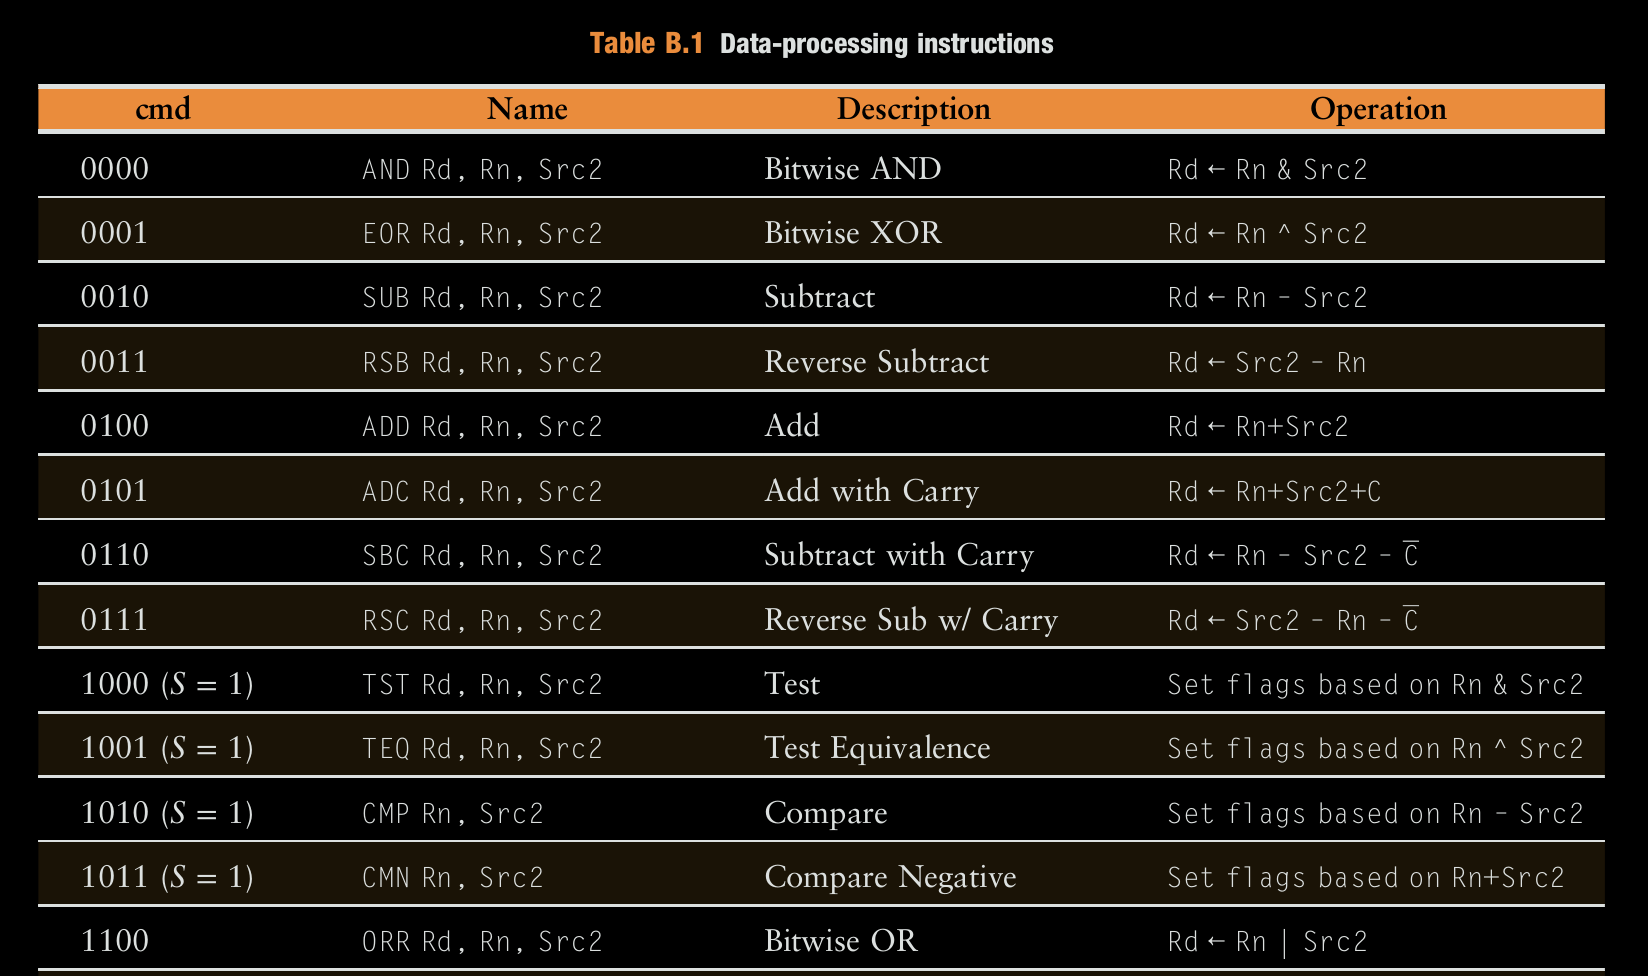 Table B.1 Data-processing instructions
cmd Name Description Operation
0000 AND Rd, Rn, Src2 Bitwise AND Rd ← Rn & Src2
0001 EOR Rd, Rn, Src2 Bitwise XOR Rd ← Rn ^ Src2
0010 SUB Rd, Rn, Src2 Subtract Rd ← Rn - Src2
0011 RSB Rd, Rn, Src2 Reverse Subtract Rd ← Src2 - Rn
0100 ADD Rd, Rn, Src2 Add Rd ← Rn+Src2
0101 ADC Rd, Rn, Src2 Add with Carry Rd ← Rn+Src2+C
0110 SBC Rd, Rn, Src2 Subtract with Carry Rd ← Rn - Src2 - C̅
0111 RSC Rd, Rn, Src2 Reverse Sub w/ Carry Rd ← Src2 - Rn - C̅
1000 (S = 1) TST Rd, Rn, Src2 Test Set flags based on Rn & Src2
1001 (S = 1) TEQ Rd, Rn, Src2 Test Equivalence Set flags based on Rn ^ Src2
1010 (S = 1) CMP Rn, Src2 Compare Set flags based on Rn - Src2
1011 (S = 1) CMN Rn, Src2 Compare Negative Set flags based on Rn+Src2
1100 ORR Rd, Rn, Src2 Bitwise OR Rd ← Rn | Src2